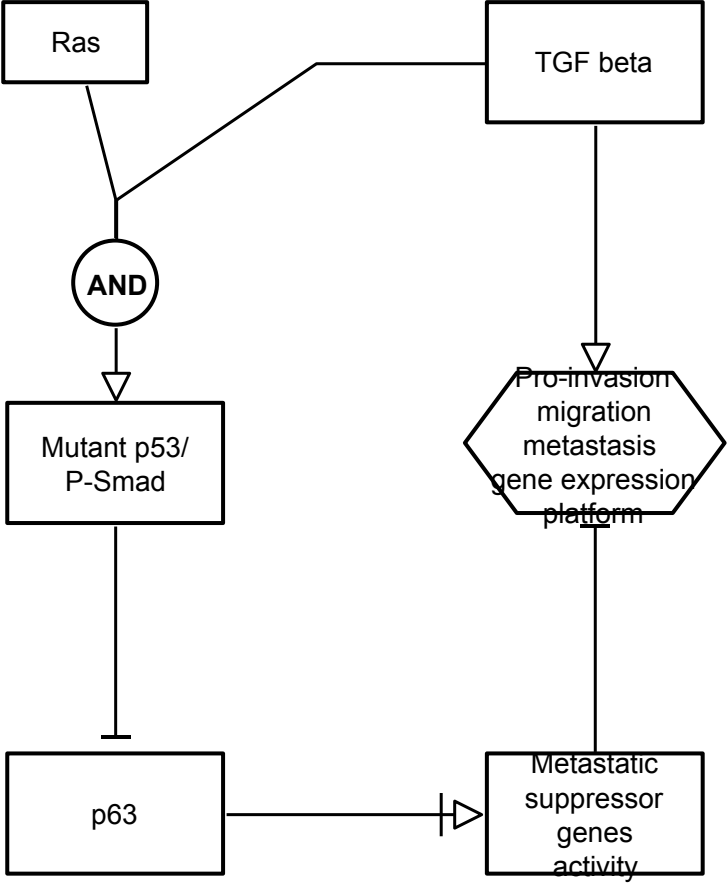 Ras
TGF beta
AND
Mutant p53/
P-Smad
Pro-invasion
migration
metastasis
gene expression
platform
p63
Metastatic
suppressor
genes
activity